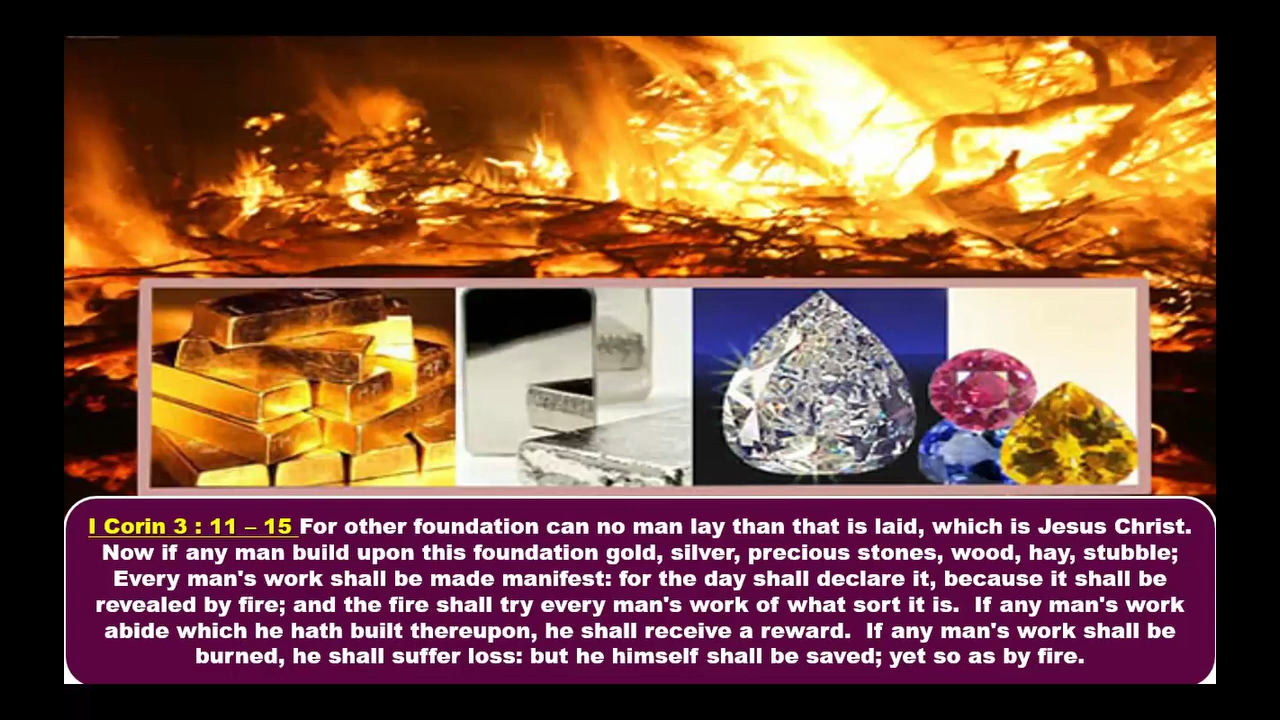 I Corin 3 : 11 – 15 For other foundation can no man lay than that is laid, which is Jesus Christ.
Now if any man build upon this foundation gold, silver, precious stones, wood, hay, stubble;
Every man's work shall be made manifest: for the day shall declare it, because it shall be
revealed by fire; and the fire shall try every man's work of what sort it is.  If any man's work
abide which he hath built thereupon, he shall receive a reward.  If any man's work shall be
burned, he shall suffer loss: but he himself shall be saved; yet so as by fire.